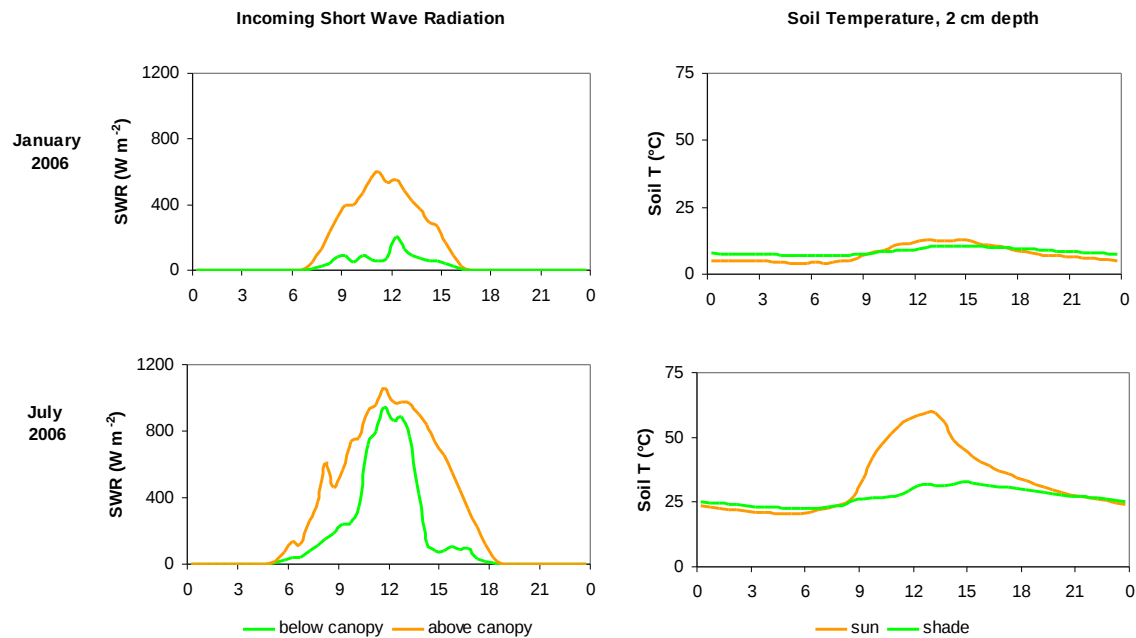 Incoming Short Wave Radiation
Soil Temperature, 2 cm depth
January
2006
SWR (W m⁻²)
1200
800
400
0
0 3 6 9 12 15 18 21 0
Soil T (°C)
75
50
25
0
0 3 6 9 12 15 18 21 0
July
2006
SWR (W m⁻²)
1200
800
400
0
0 3 6 9 12 15 18 21 0
below canopy above canopy
Soil T (°C)
75
50
25
0
0 3 6 9 12 15 18 21 0
sun shade